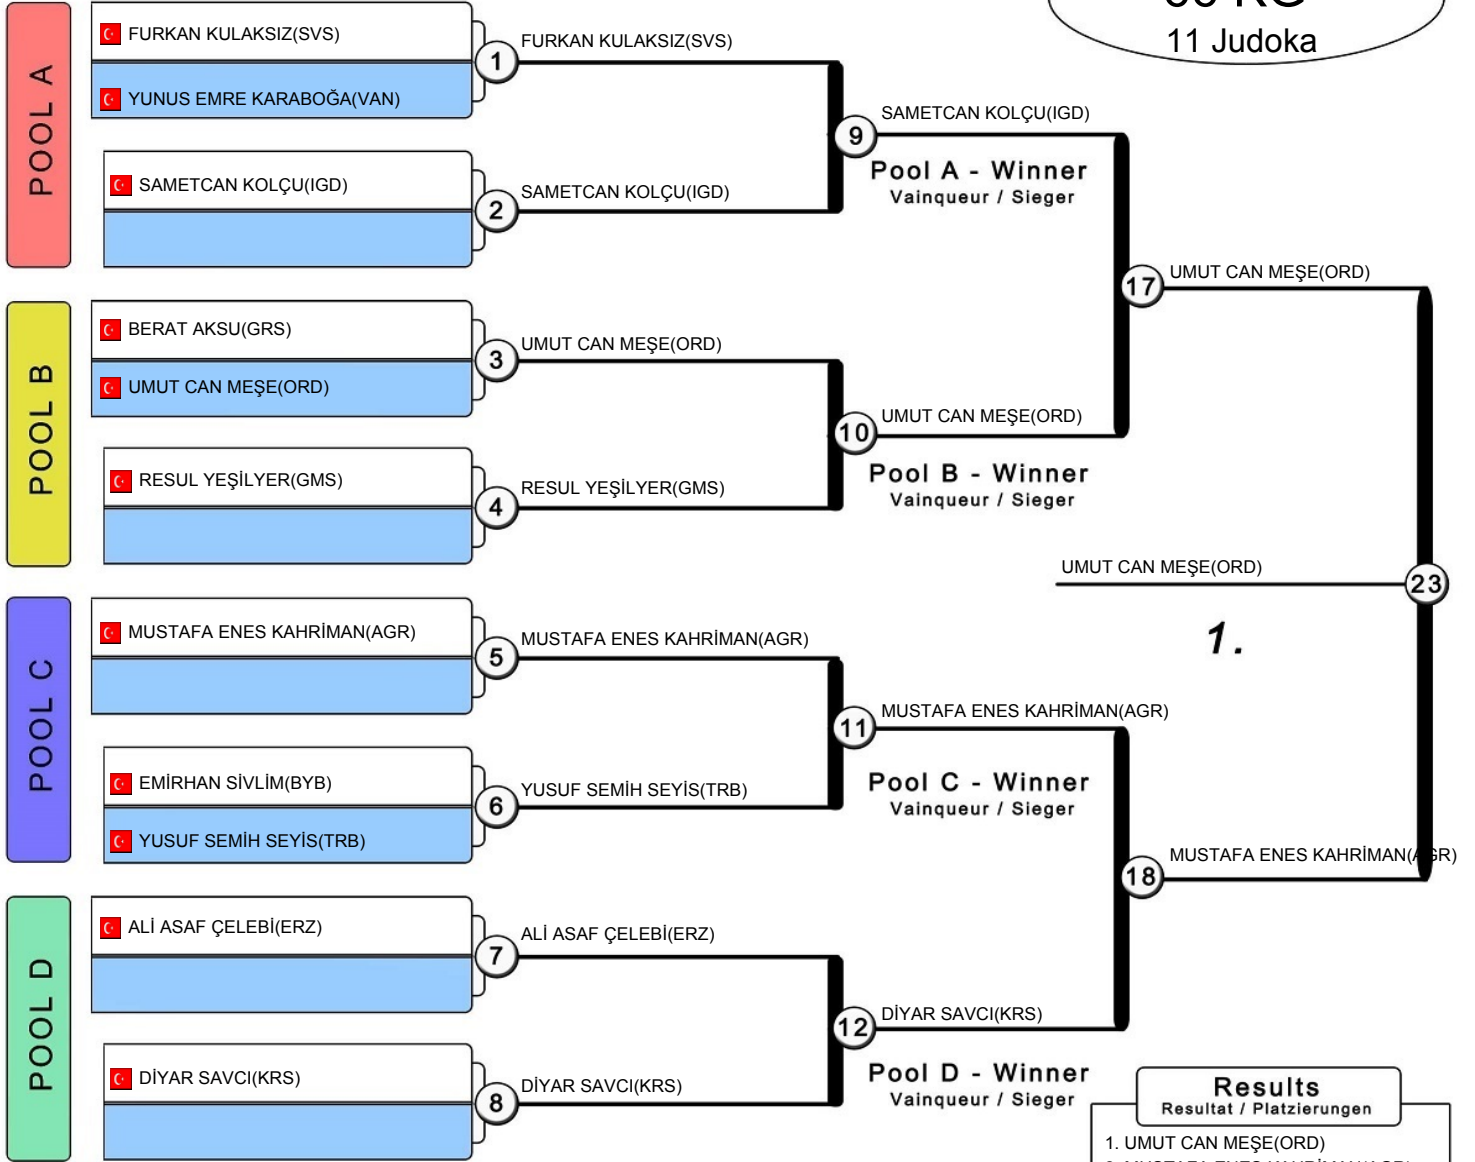 11 Judoka
POOL A
FURKAN KULAKSIZ(SVS)
YUNUS EMRE KARABOĞA(VAN)
SAMETCAN KOLÇU(IGD)
1
FURKAN KULAKSIZ(SVS)
2
SAMETCAN KOLÇU(IGD)
9
SAMETCAN KOLÇU(IGD)
Pool A - Winner
Vainqueur / Sieger
POOL B
BERAT AKSU(GRS)
UMUT CAN MEŞE(ORD)
RESUL YEŞİLYER(GMS)
3
UMUT CAN MEŞE(ORD)
4
RESUL YEŞİLYER(GMS)
10
UMUT CAN MEŞE(ORD)
Pool B - Winner
Vainqueur / Sieger
17
UMUT CAN MEŞE(ORD)
POOL C
MUSTAFA ENES KAHRİMAN(AGR)
EMİRHAN SİVLİM(BYB)
YUSUF SEMİH SEYİS(TRB)
5
MUSTAFA ENES KAHRİMAN(AGR)
6
YUSUF SEMİH SEYİS(TRB)
11
MUSTAFA ENES KAHRİMAN(AGR)
Pool C - Winner
Vainqueur / Sieger
POOL D
ALİ ASAF ÇELEBİ(ERZ)
DİYAR SAVCI(KRS)
7
ALİ ASAF ÇELEBİ(ERZ)
8
DİYAR SAVCI(KRS)
12
DİYAR SAVCI(KRS)
Pool D - Winner
Vainqueur / Sieger
18
MUSTAFA ENES KAHRİMAN(AGR)
UMUT CAN MEŞE(ORD)
23
1.
Results
Resultat / Platzierungen
1. UMUT CAN MEŞE(ORD)